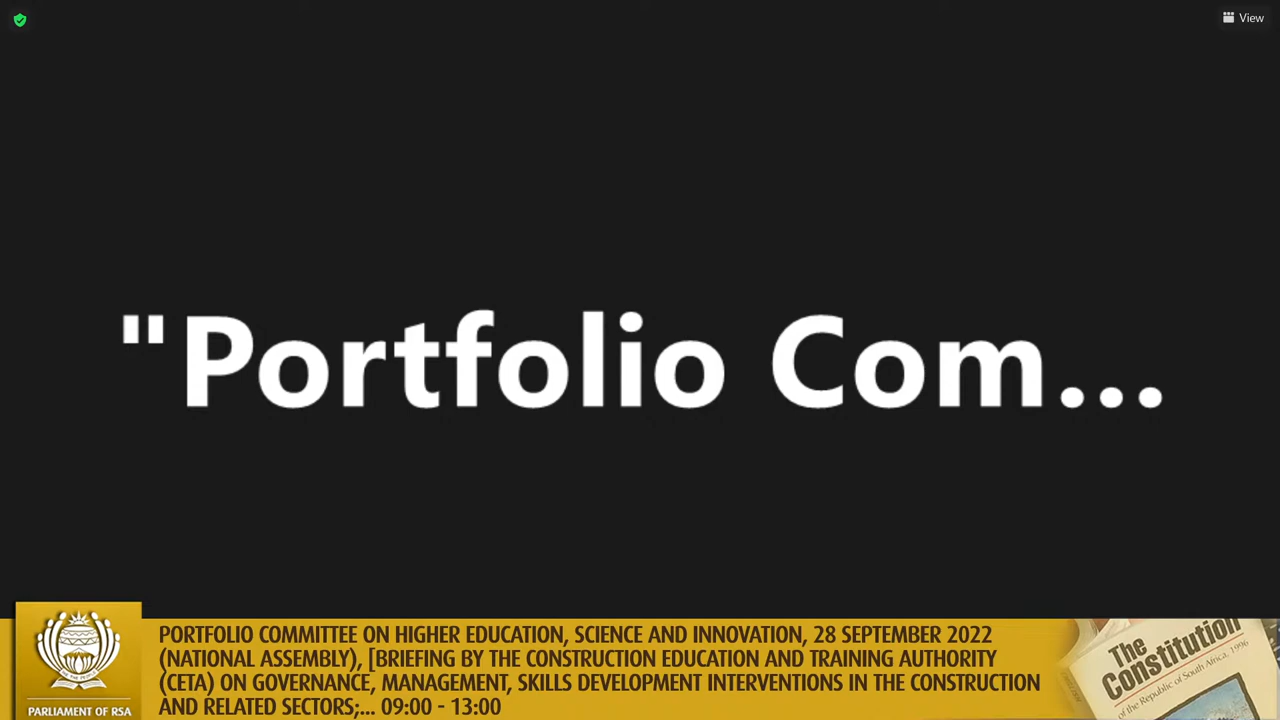 View
"Portfolio Com...
PORTFOLIO COMMITTEE ON HIGHER EDUCATION, SCIENCE AND INNOVATION, 28 SEPTEMBER 2022
(NATIONAL ASSEMBLY), [BRIEFING BY THE CONSTRUCTION EDUCATION AND TRAINING AUTHORITY
(CETA) ON GOVERNANCE, MANAGEMENT, SKILLS DEVELOPMENT INTERVENTIONS IN THE CONSTRUCTION
AND RELATED SECTORS;... 09:00 - 13:00
PARLIAMENT OF RSA
The
Constitution
of the Republic of South Africa, 1996